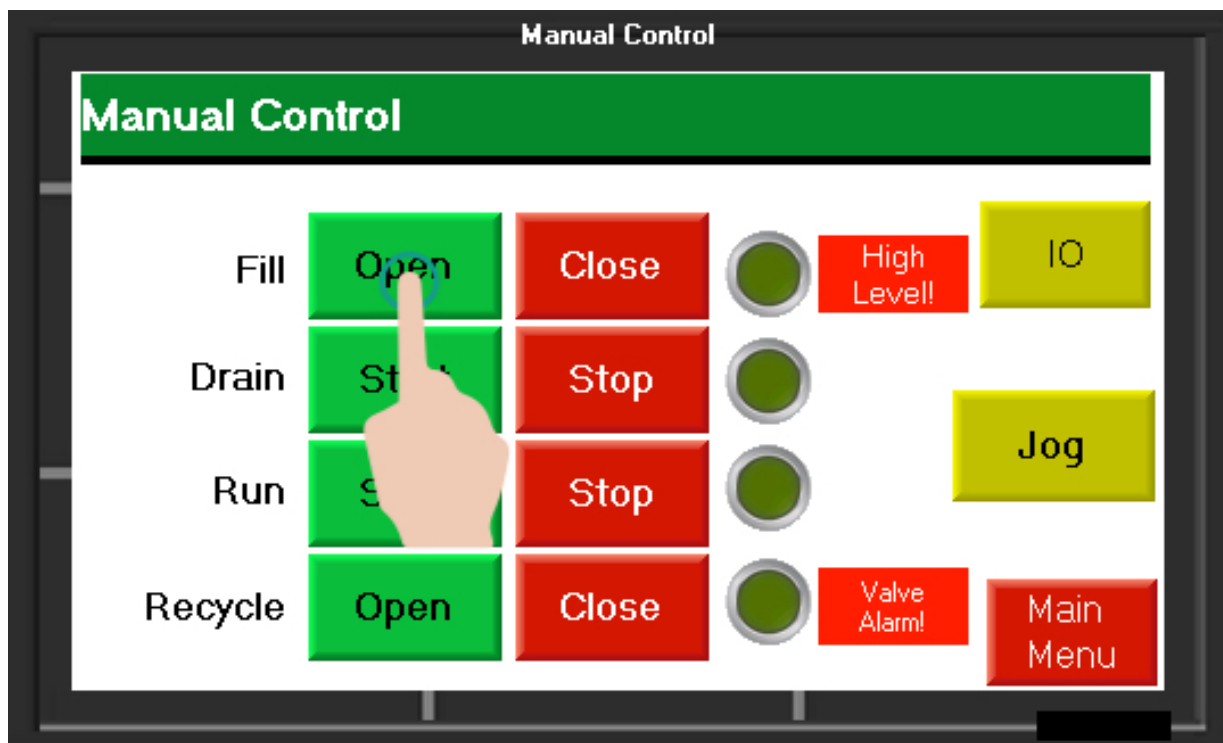 Manual Control
Manual Control
Fill
Open
Close
High
Level!
IO
Drain
Stop
Jog
Run
Stop
Recycle
Open
Close
Valve
Alarm!
Main
Menu